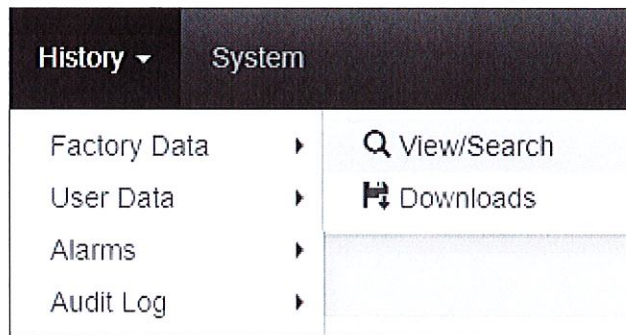 History System
Factory Data
User Data
Alarms
Audit Log
View/Search
Downloads